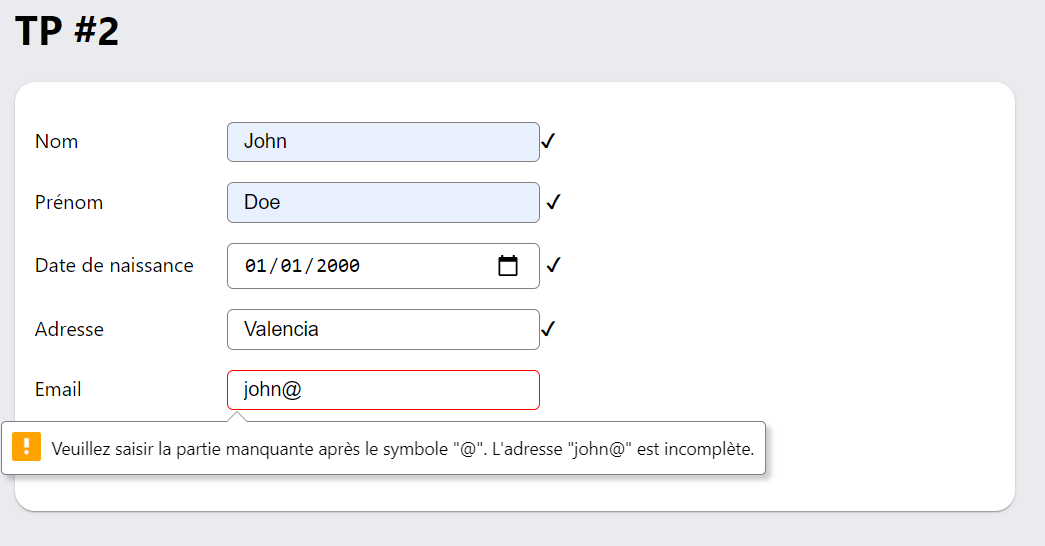 TP #2
Nom John ✓
Prénom Doe ✓
Date de naissance 01/01/2000 ✓
Adresse Valencia ✓
Email john@
Veuillez saisir la partie manquante après le symbole "@". L'adresse "john@" est incomplète.